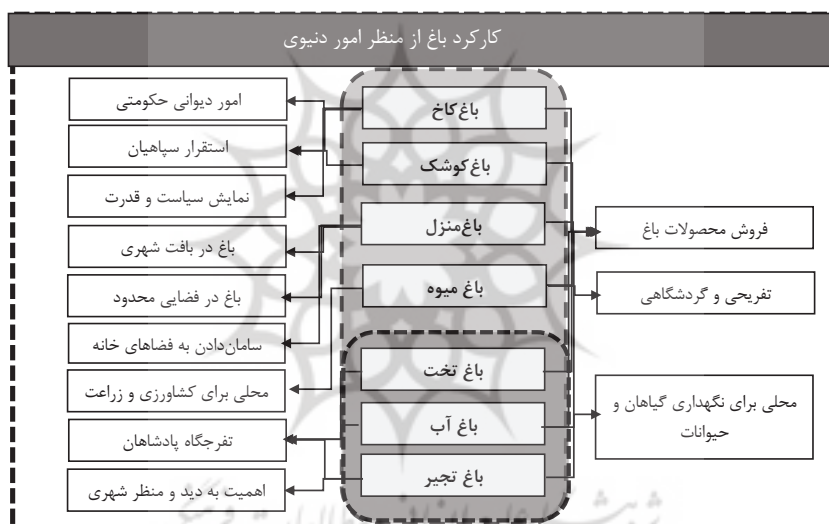 کارکرد باغ از منظر امور دنیوی
باغ‌کاخ
باغ‌کوشک
باغ‌منزل
باغ میوه
باغ تخت
باغ آب
باغ تجیر
فروش محصولات باغ
تفریحی و گردشگاهی
محلی برای نگهداری گیاهان و
حیوانات
امور دیوانی حکومتی
استقرار سپاهیان
نمایش سیاست و قدرت
باغ در بافت شهری
باغ در فضایی محدود
سامان‌دادن به فضاهای خانه
محلی برای کشاورزی و زراعت
تفرجگاه پادشاهان
اهمیت به دید و منظر شهری